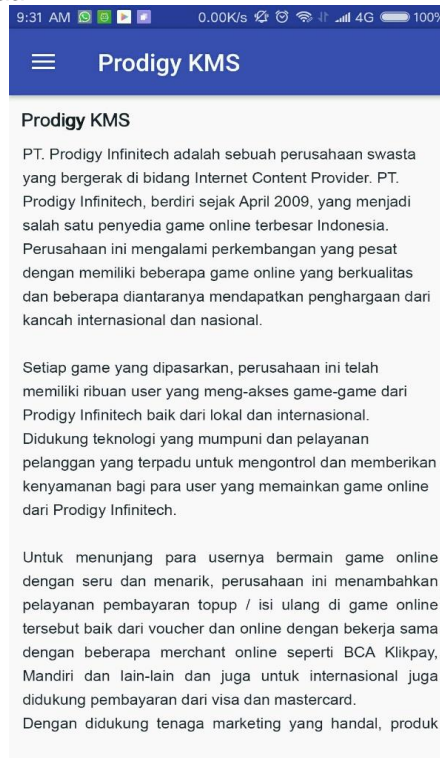 9:31 AM 0.00K/s 4G 100%
Prodigy KMS
Prodigy KMS
PT. Prodigy Infinitech adalah sebuah perusahaan swasta
yang bergerak di bidang Internet Content Provider. PT.
Prodigy Infinitech, berdiri sejak April 2009, yang menjadi
salah satu penyedia game online terbesar Indonesia.
Perusahaan ini mengalami perkembangan yang pesat
dengan memiliki beberapa game online yang berkualitas
dan beberapa diantaranya mendapatkan penghargaan dari
kancah internasional dan nasional.
Setiap game yang dipasarkan, perusahaan ini telah
memiliki ribuan user yang meng-akses game-game dari
Prodigy Infinitech baik dari lokal dan internasional.
Didukung teknologi yang mumpuni dan pelayanan
pelanggan yang terpadu untuk mengontrol dan memberikan
kenyamanan bagi para user yang memainkan game online
dari Prodigy Infinitech.
Untuk menunjang para usernya bermain game online
dengan seru dan menarik, perusahaan ini menambahkan
pelayanan pembayaran topup / isi ulang di game online
tersebut baik dari voucher dan online dengan bekerja sama
dengan beberapa merchant online seperti BCA Klikpay,
Mandiri dan lain-lain dan juga untuk internasional juga
didukung pembayaran dari visa dan mastercard.
Dengan didukung tenaga marketing yang handal, produk